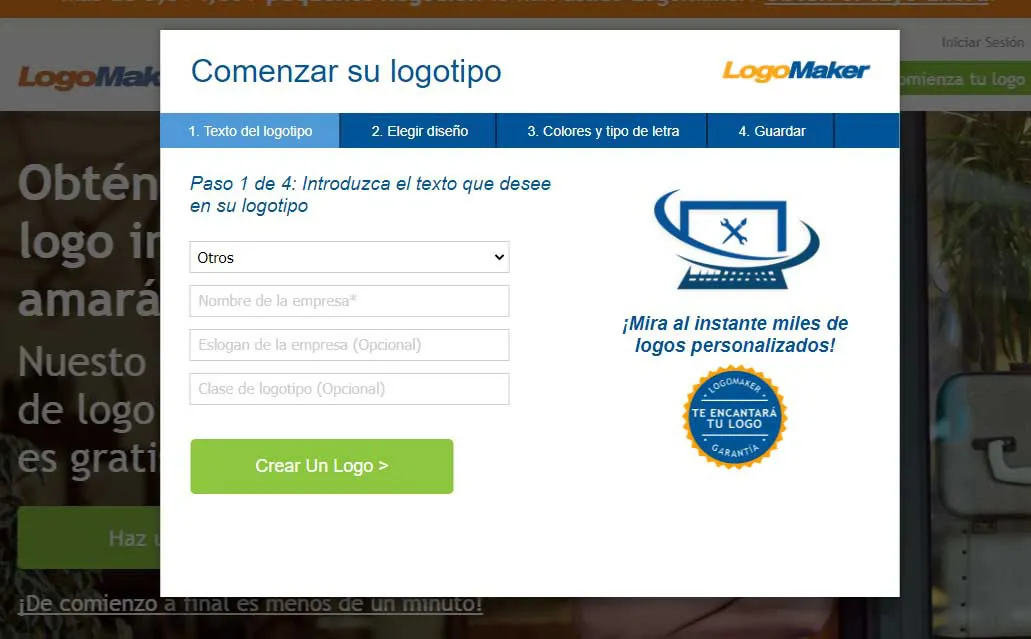 Iniciar Sesión
Comenzar su logotipo
LogoMaker
LogoMak
omienza tu logo
1. Texto del logotipo
2. Elegir diseño
3. Colores y tipo de letra
4. Guardar
Paso 1 de 4: Introduzca el texto que desee
en su logotipo
Otros
Nombre de la empresa*
Eslogan de la empresa (Opcional)
Clase de logotipo (Opcional)
Crear Un Logo >
¡Mira al instante miles de
logos personalizados!
LOGOMAKER
TE ENCANTARÁ
TU LOGO
GARANTÍA
Obtén
logo in
amará
Nuesto
de logo
es gratis
Haz u
¡De comienzo a final es menos de un minuto!